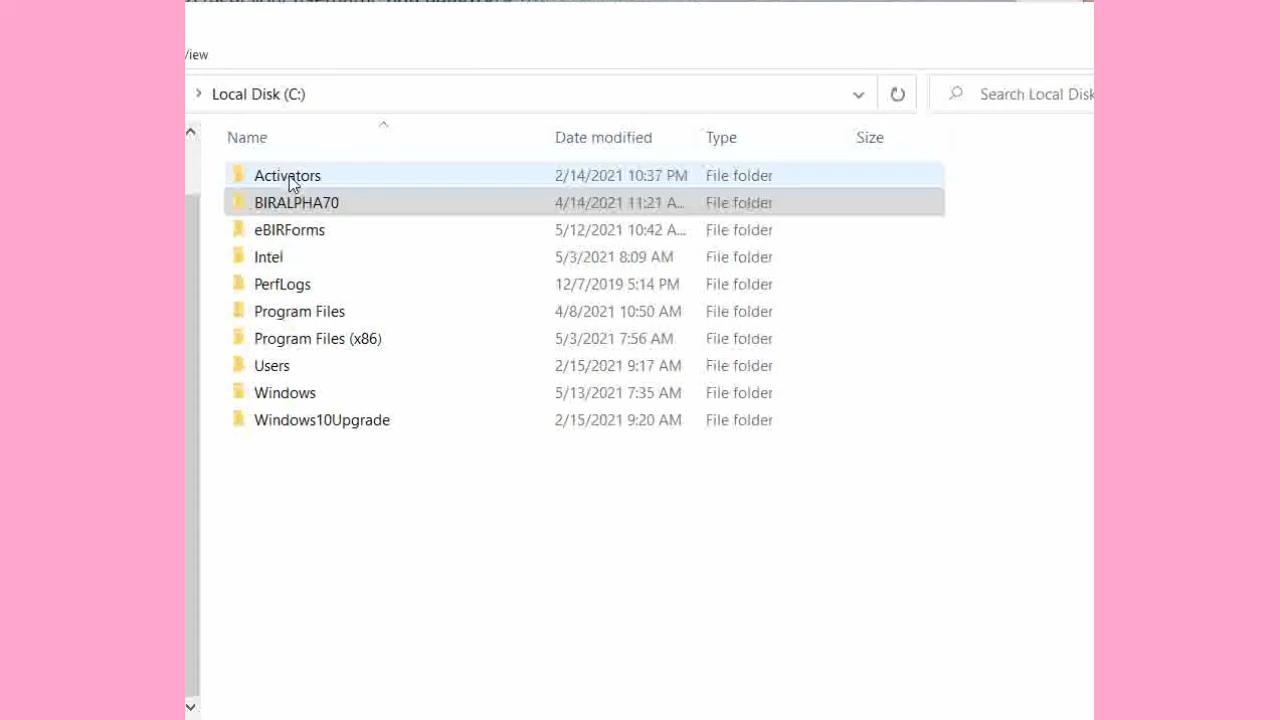 View
Local Disk (C:)
Search Local Disk
Name Date modified Type Size
Activators 2/14/2021 10:37 PM File folder
BIRALPHA70 4/14/2021 11:21 A... File folder
eBIRForms 5/12/2021 10:42 A... File folder
Intel 5/3/2021 8:09 AM File folder
PerfLogs 12/7/2019 5:14 PM File folder
Program Files 4/8/2021 10:50 AM File folder
Program Files (x86) 5/3/2021 7:56 AM File folder
Users 2/15/2021 9:17 AM File folder
Windows 5/13/2021 7:35 AM File folder
Windows10Upgrade 2/15/2021 9:20 AM File folder